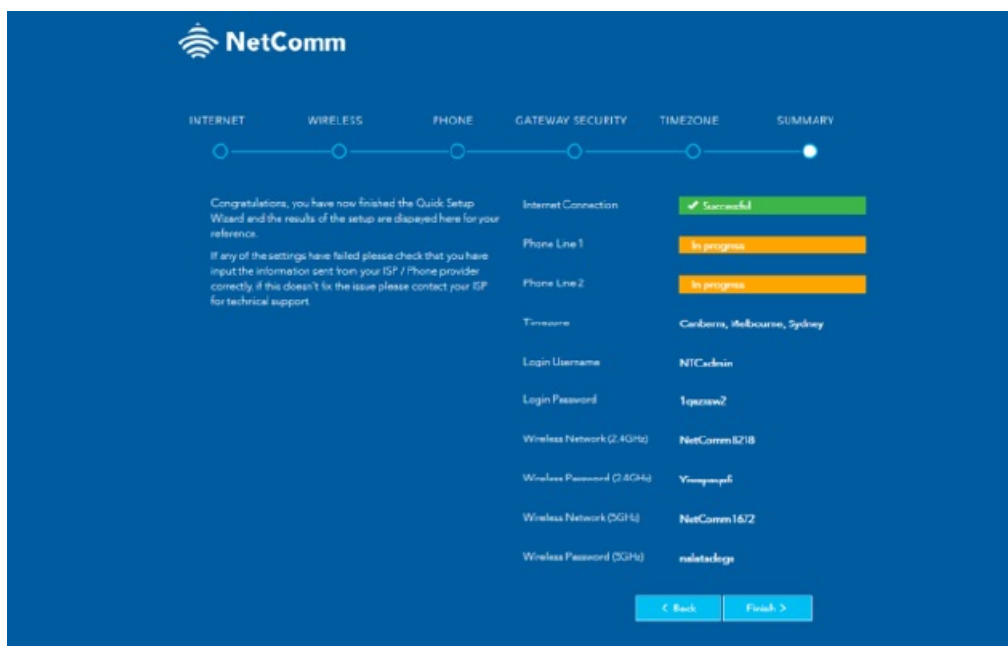 NetComm
INTERNET WIRELESS PHONE GATEWAY SECURITY TIMEZONE SUMMARY
Congratulations, you have now finished the Quick Setup
Wizard and the results of the setup are dispayed here for your
reference.
If any of the settings have failed please check that you have
input the information sent from your ISP / Phone provider
correctly, if this doesn't fix the issue please contact your ISP
for technical support
Internet Connection Successful
Phone Line 1 In progress
Phone Line 2 In progress
Timezone Canberra, Melbourne, Sydney
Login Username NTCadmin
Login Password
Wireless Network (2.4GHz) NetComm8218
Wireless Password (2.4GHz)
Wireless Network (5GHz) NetComm1672
Wireless Password (5GHz)
< Back Finish >